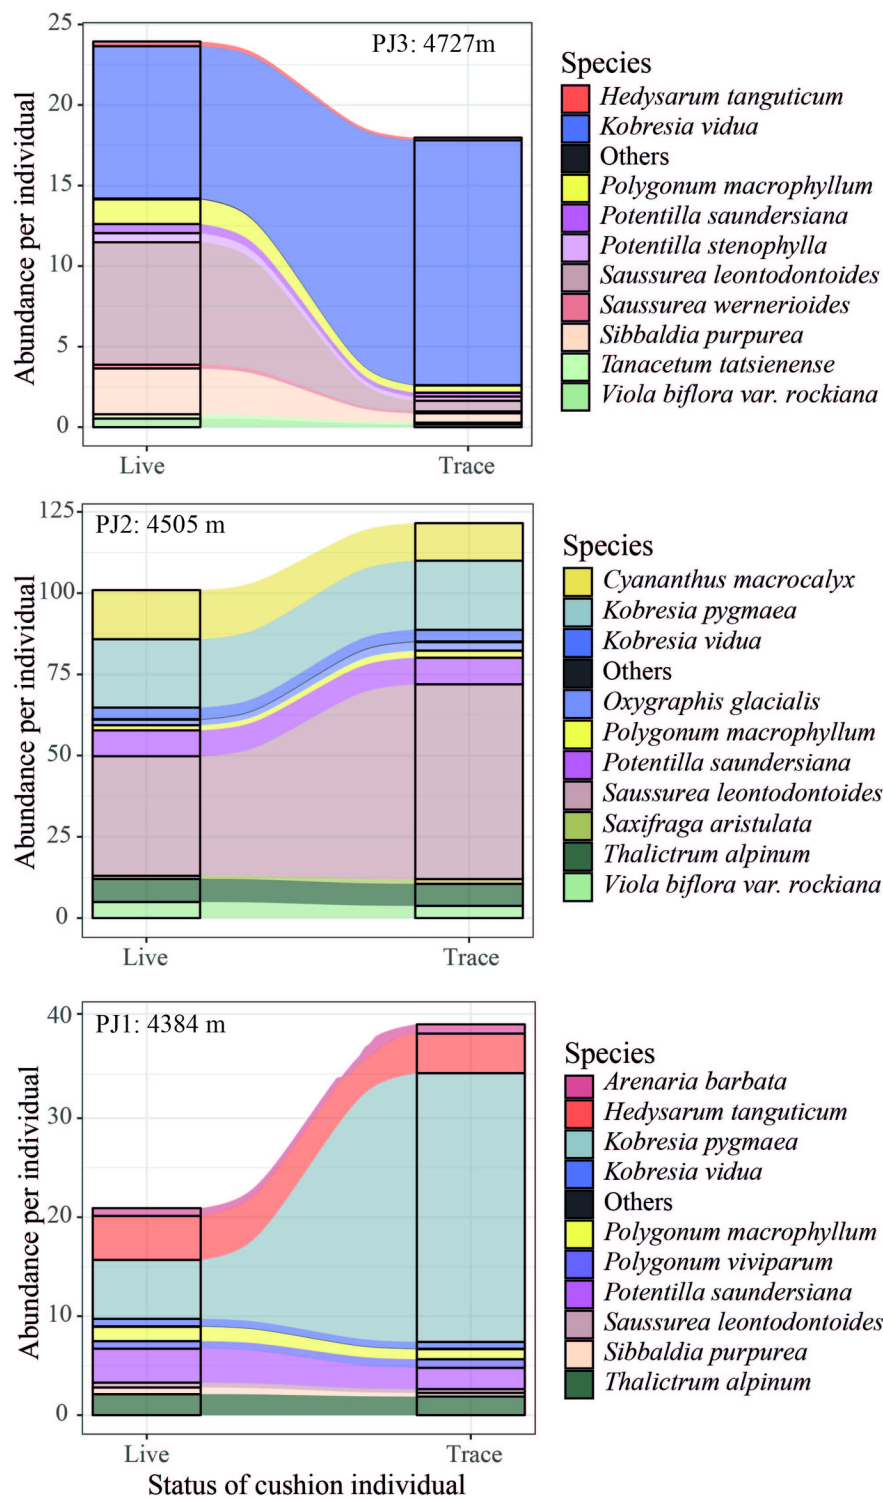 PJ3: 4727m
Abundance per individual
25
20
15
10
5
0
Live
Trace
Species
Hedysarum tanguticum
Kobresia vidua
Others
Polygonum macrophyllum
Potentilla saundersiana
Potentilla stenophylla
Saussurea leontodontoides
Saussurea wernerioides
Sibbaldia purpurea
Tanacetum tatsienense
Viola biflora var. rockiana
PJ2: 4505 m
Abundance per individual
125
100
75
50
25
0
Live
Trace
Species
Cyananthus macrocalyx
Kobresia pygmaea
Kobresia vidua
Others
Oxygraphis glacialis
Polygonum macrophyllum
Potentilla saundersiana
Saussurea leontodontoides
Saxifraga aristulata
Thalictrum alpinum
Viola biflora var. rockiana
PJ1: 4384 m
Abundance per individual
40
30
20
10
0
Live
Trace
Status of cushion individual
Species
Arenaria barbata
Hedysarum tanguticum
Kobresia pygmaea
Kobresia vidua
Others
Polygonum macrophyllum
Polygonum viviparum
Potentilla saundersiana
Saussurea leontodontoides
Sibbaldia purpurea
Thalictrum alpinum